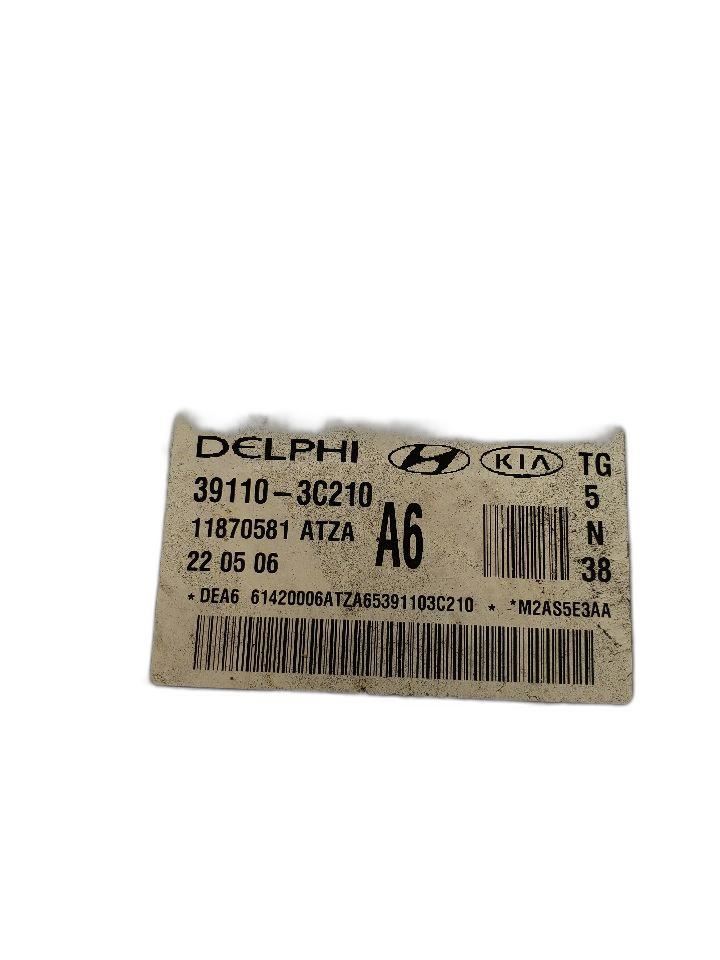 DELPHI KIA TG
39110-3C210 5
11870581 ATZA A6 N
22 05 06 38
*DEA6 61420006ATZA65391103C210 * *M2AS5E3AA